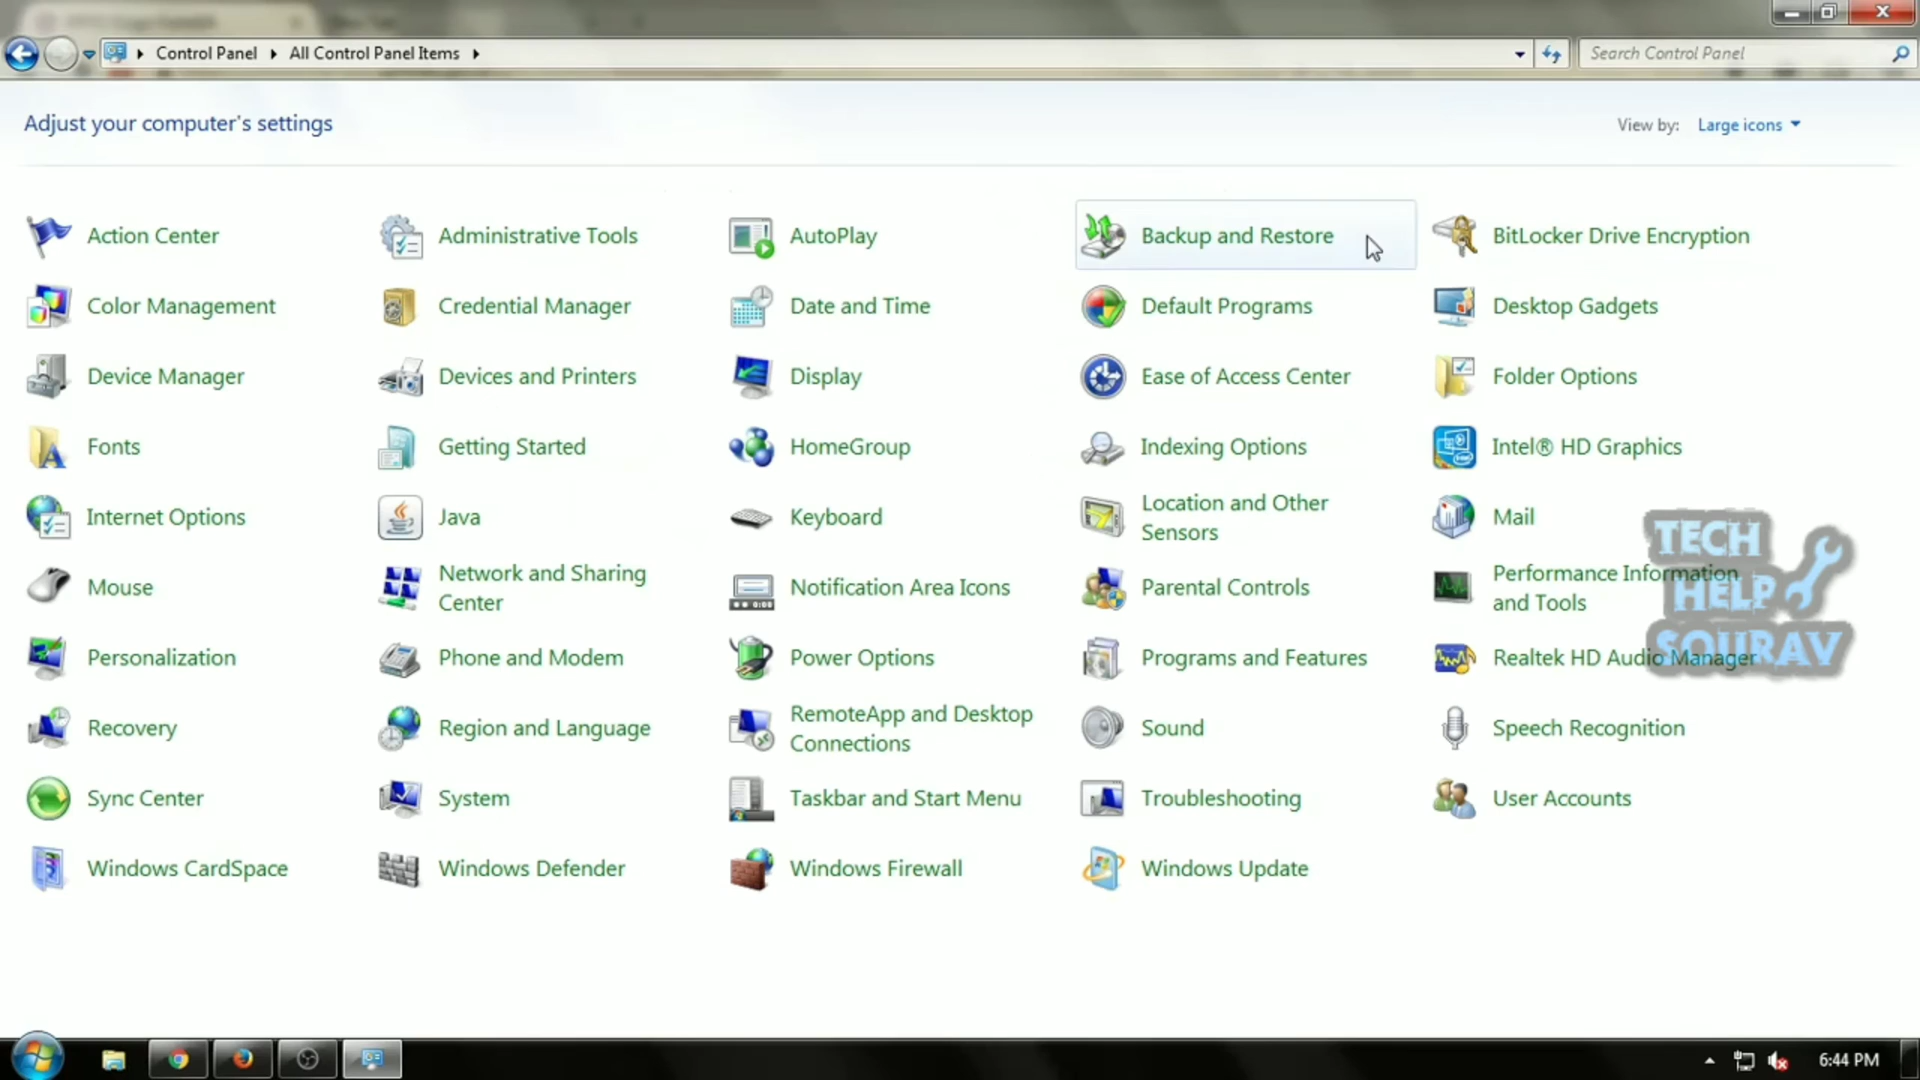 Control Panel
All Control Panel Items
Search Control Panel
Adjust your computer's settings
View by:
Large icons
Action Center
Administrative Tools
AutoPlay
Backup and Restore
BitLocker Drive Encryption
Color Management
Credential Manager
Date and Time
Default Programs
Desktop Gadgets
Device Manager
Devices and Printers
Display
Ease of Access Center
Folder Options
Fonts
Getting Started
HomeGroup
Indexing Options
Intel® HD Graphics
Internet Options
Java
Keyboard
Location and Other
Sensors
Mail
Mouse
Network and Sharing
Center
Notification Area Icons
Parental Controls
Performance Information
and Tools
Personalization
Phone and Modem
Power Options
Programs and Features
Realtek HD Audio Manager
Recovery
Region and Language
RemoteApp and Desktop
Connections
Sound
Speech Recognition
Sync Center
System
Taskbar and Start Menu
Troubleshooting
User Accounts
Windows CardSpace
Windows Defender
Windows Firewall
Windows Update
TECH
HELP
SOURAV
6:44 PM